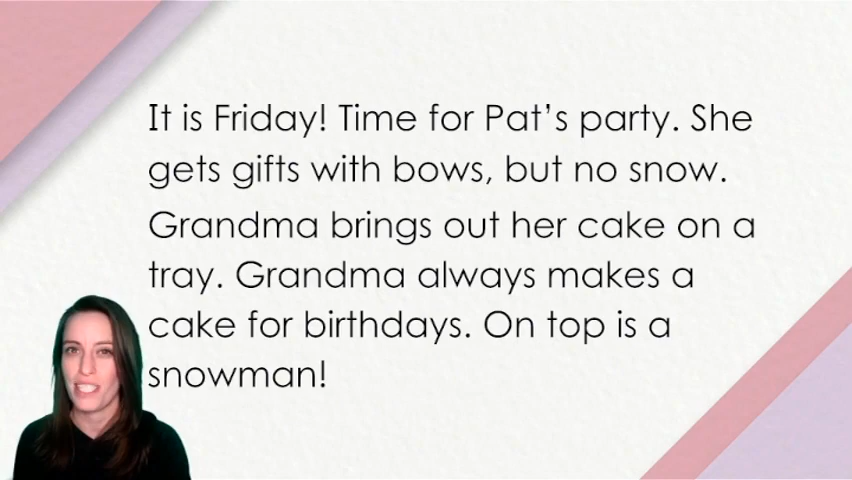 It is Friday! Time for Pat’s party. She
gets gifts with bows, but no snow.
Grandma brings out her cake on a
tray. Grandma always makes a
cake for birthdays. On top is a
snowman!